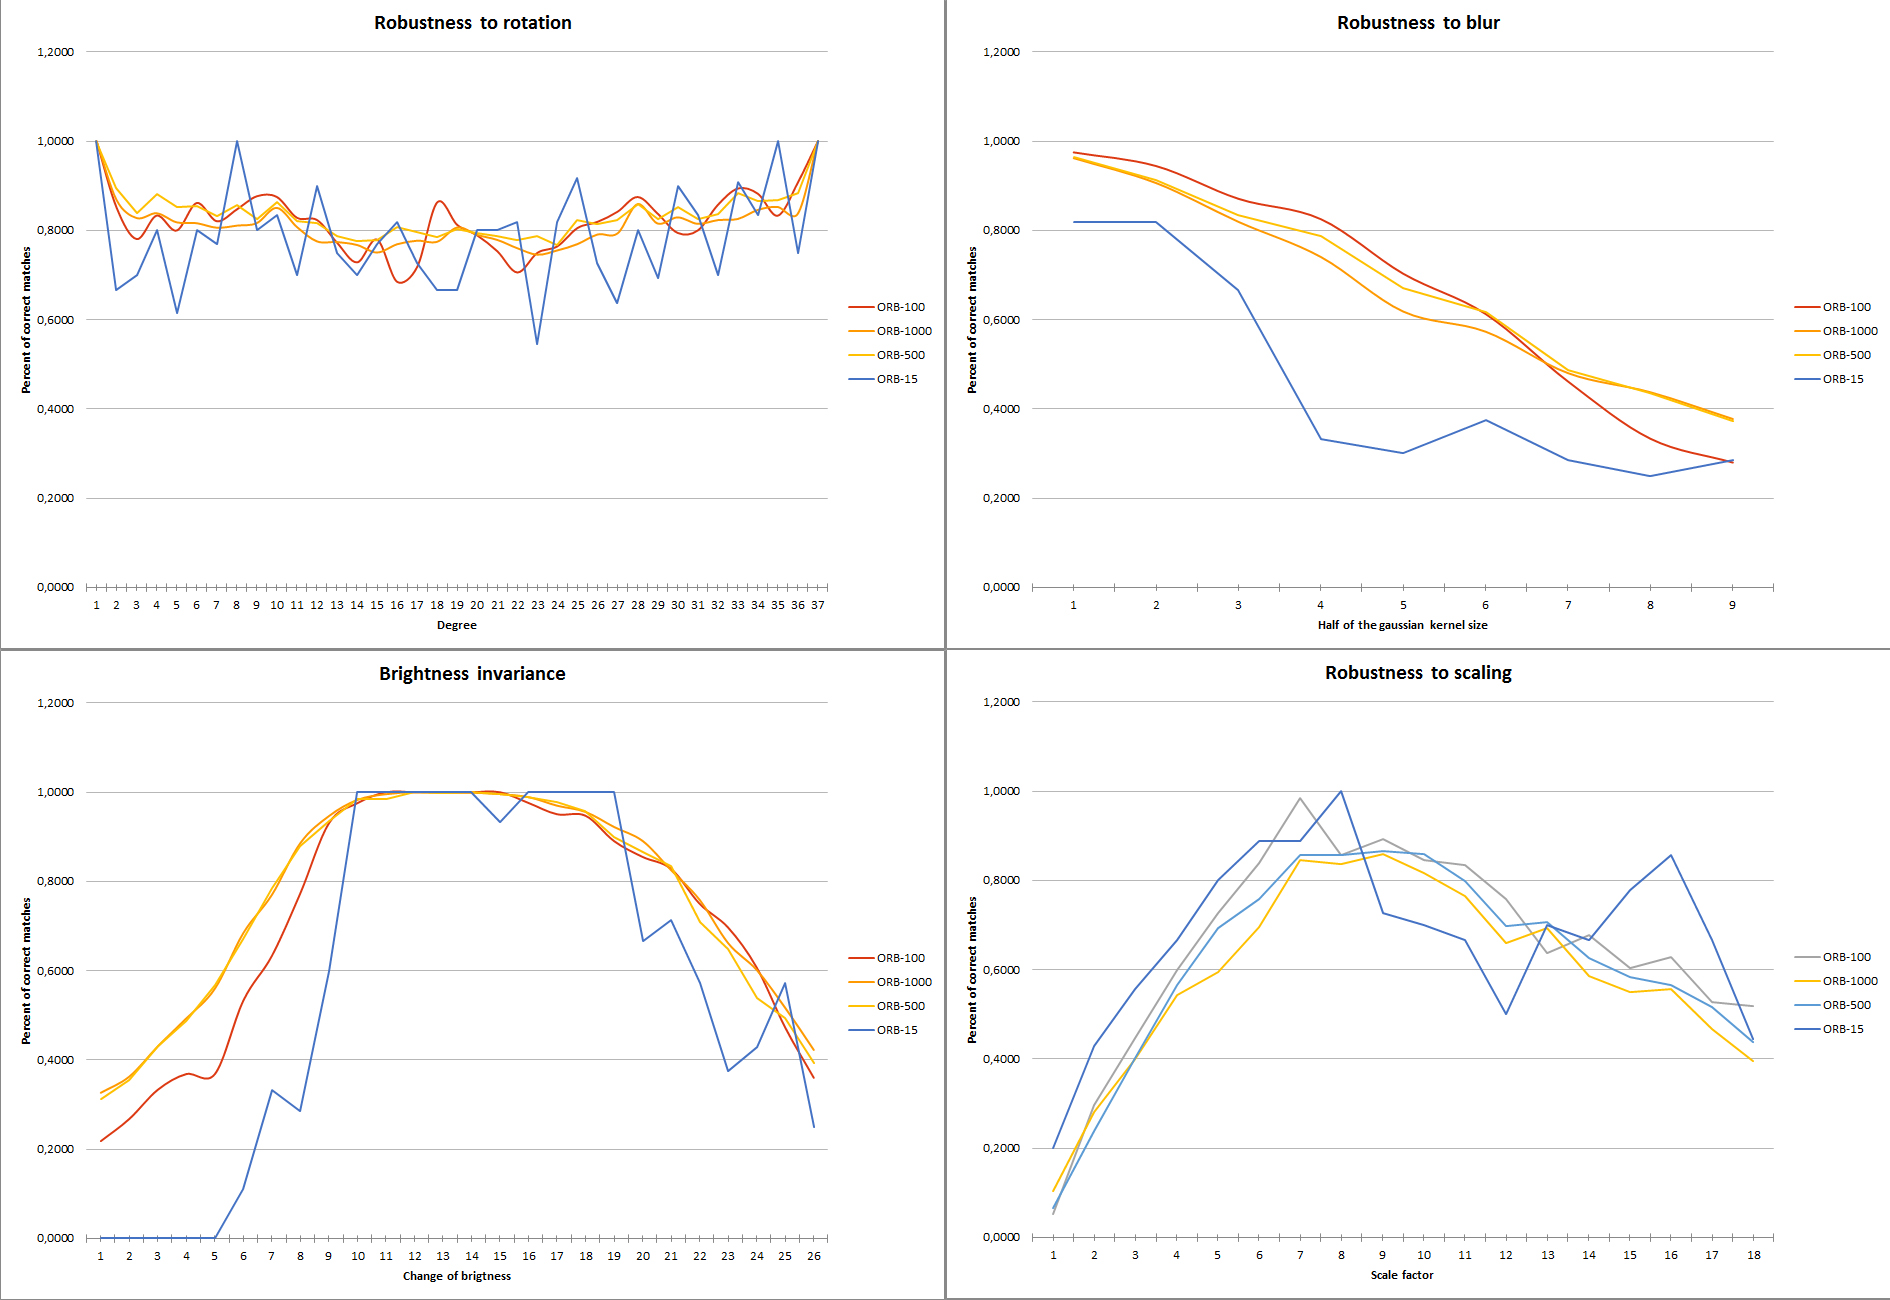 Robustness to rotation
1,2000
1,0000
0,8000
0,6000
0,4000
0,2000
0,0000
Percent of correct matches
1 2 3 4 5 6 7 8 9 10 11 12 13 14 15 16 17 18 19 20 21 22 23 24 25 26 27 28 29 30 31 32 33 34 35 36 37
Degree
ORB-100
ORB-1000
ORB-500
ORB-15
Robustness to blur
1,2000
1,0000
0,8000
0,6000
0,4000
0,2000
0,0000
Percent of correct matches
1 2 3 4 5 6 7 8 9
Half of the gaussian kernel size
ORB-100
ORB-1000
ORB-500
ORB-15
Brightness invariance
1,2000
1,0000
0,8000
0,6000
0,4000
0,2000
0,0000
Percent of correct matches
1 2 3 4 5 6 7 8 9 10 11 12 13 14 15 16 17 18 19 20 21 22 23 24 25 26
Change of brigtness
ORB-100
ORB-1000
ORB-500
ORB-15
Robustness to scaling
1,2000
1,0000
0,8000
0,6000
0,4000
0,2000
0,0000
Percent of correct matches
1 2 3 4 5 6 7 8 9 10 11 12 13 14 15 16 17 18
Scale factor
ORB-100
ORB-1000
ORB-500
ORB-15